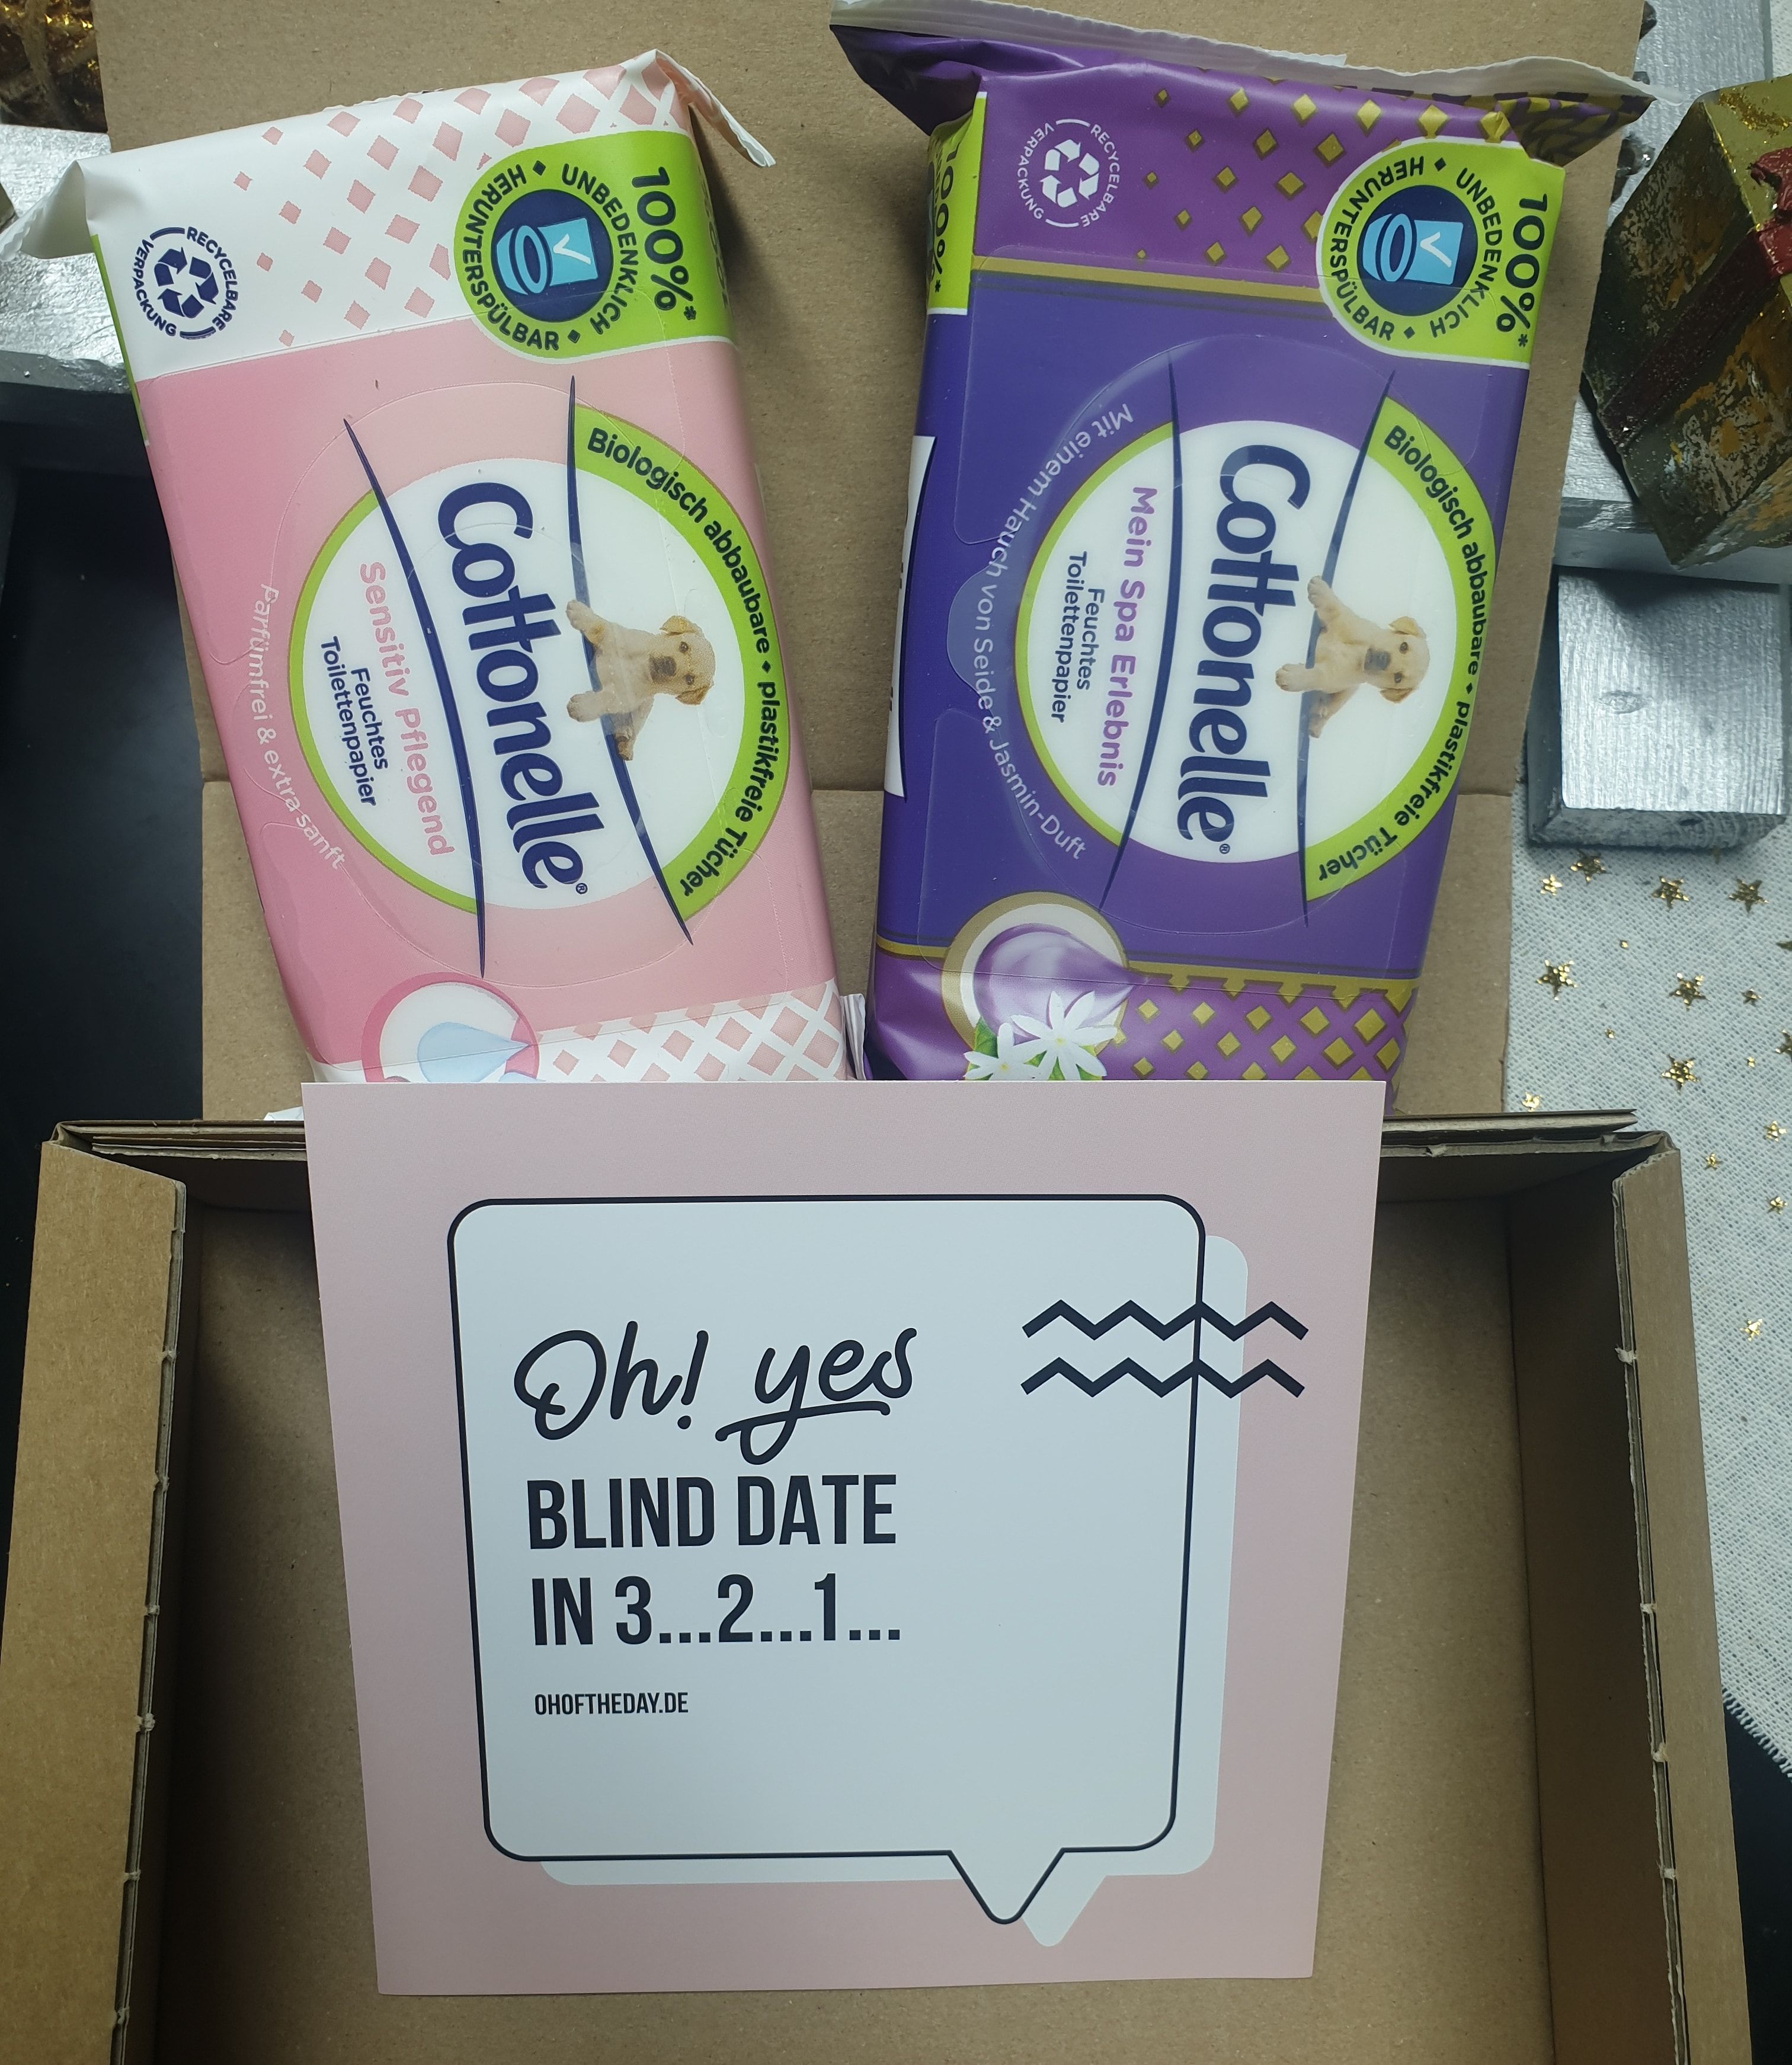 RECYCELBARE
VERPACKUNG
100%*
UNBEDENKLICH
HERUNTERSPÜLBAR
Biologisch abbaubare • plastikfreie Tücher
Cottonelle®
Sensitiv Pflegend
Feuchtes
Toilettenpapier
Parfümfrei & extra sanft
RECYCELBARE
VERPACKUNG
100%*
100%*
UNBEDENKLICH
HERUNTERSPÜLBAR
Biologisch abbaubare • plastikfreie Tücher
Cottonelle®
Mein Spa Erlebnis
Feuchtes
Toilettenpapier
Mit einem Hauch von Seide & Jasmin-Duft
Oh! yes
BLIND DATE
IN 3...2...1...
OHOFTHEDAY.DE